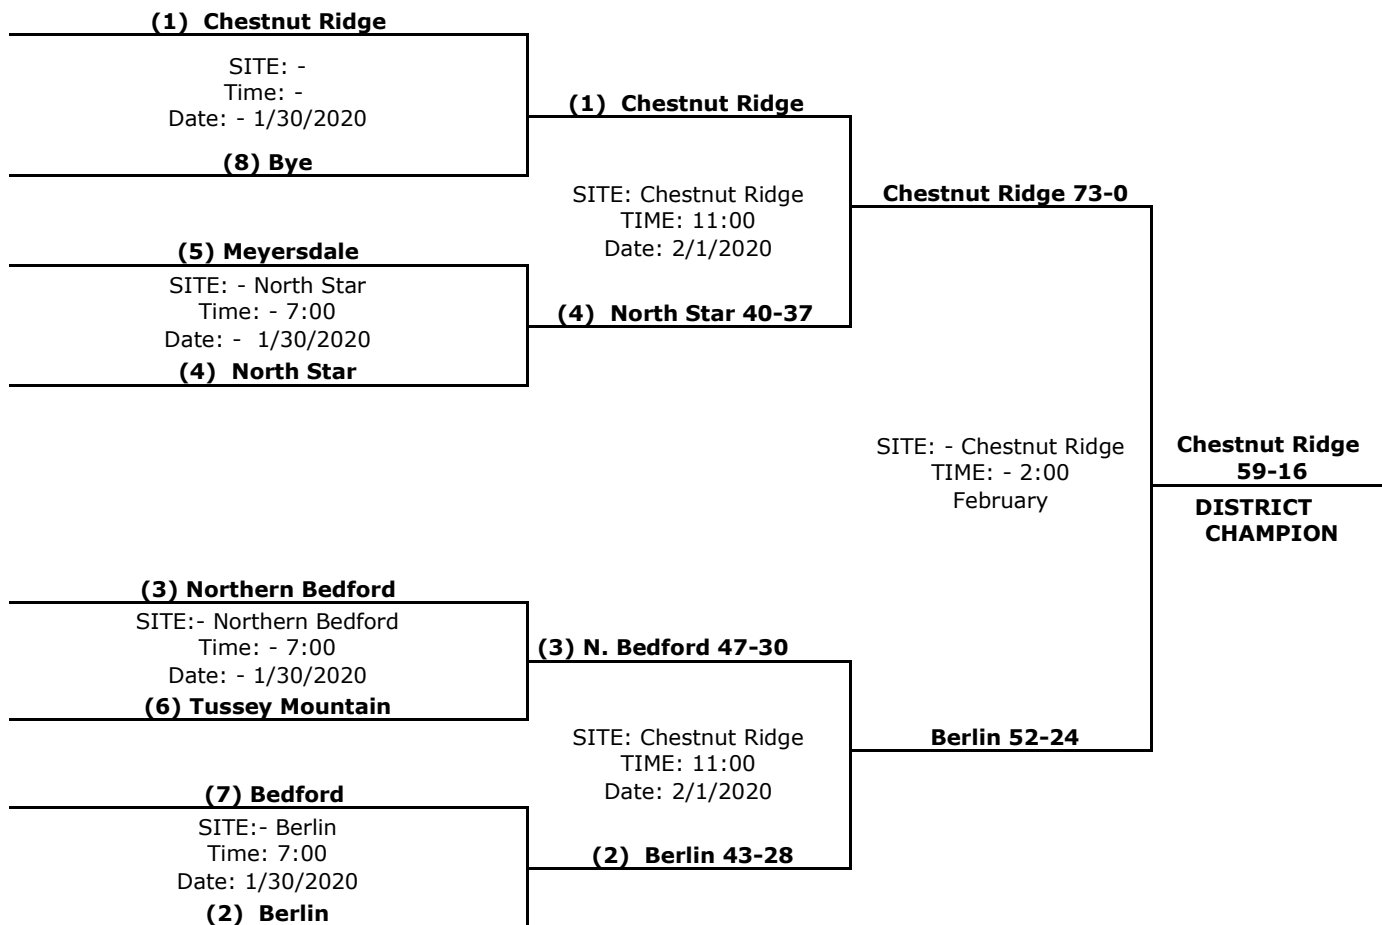 (1) Chestnut Ridge
SITE: -
Time: -
Date: - 1/30/2020
(8) Bye
(5) Meyersdale
SITE: - North Star
Time: - 7:00
Date: - 1/30/2020
(4) North Star
(3) Northern Bedford
SITE:- Northern Bedford
Time: - 7:00
Date: - 1/30/2020
(6) Tussey Mountain
(7) Bedford
SITE:- Berlin
Time: 7:00
Date: 1/30/2020
(2) Berlin
(1) Chestnut Ridge
SITE: Chestnut Ridge
TIME: 11:00
Date: 2/1/2020
(4) North Star 40-37
(3) N. Bedford 47-30
SITE: Chestnut Ridge
TIME: 11:00
Date: 2/1/2020
(2) Berlin 43-28
Chestnut Ridge 73-0
SITE: - Chestnut Ridge
TIME: - 2:00
February
Berlin 52-24
Chestnut Ridge
59-16
DISTRICT
CHAMPION